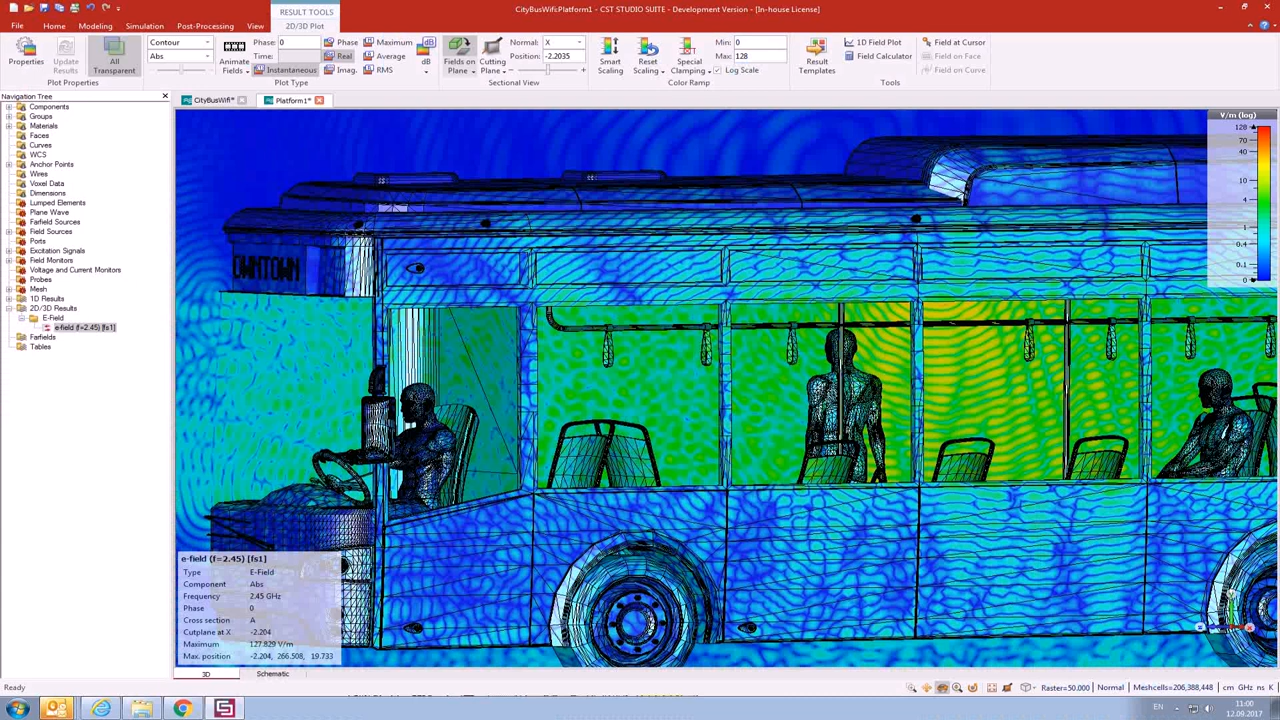 CityBusWifi:Platform1 - CST STUDIO SUITE - Development Version - [In-house License]
RESULT TOOLS
File Home Modeling Simulation Post-Processing View 2D/3D Plot
Properties
Update Results
All Transparent
Plot Properties
Contour
Abs
Animate Fields
Phase: 0
Time:
Instantaneous
Phase
Real
Imag.
Maximum
Average
RMS
dB
Plot Type
Fields on Plane
Cutting Plane
Normal: X
Position: -2.2035
Sectional View
Smart Scaling
Reset Scaling
Special Clamping
Min: 0
Max: 128
Log Scale
Color Ramp
Result Templates
1D Field Plot
Field Calculator
Field at Cursor
Field on Face
Field on Curve
Tools
Navigation Tree
CityBusWifi*
Platform1*
Components
Groups
Materials
Faces
Curves
WCS
Anchor Points
Wires
Voxel Data
Dimensions
Lumped Elements
Plane Wave
Farfield Sources
Field Sources
Ports
Excitation Signals
Field Monitors
Voltage and Current Monitors
Probes
Mesh
1D Results
2D/3D Results
E-Field
e-field (f=2.45) [fs1]
Farfields
Tables
V/m (log)
128
70
40
10
4
1
0.4
0.1
0
DOWNTOWN
e-field (f=2.45) [fs1]
Type E-Field
Component Abs
Frequency 2.45 GHz
Phase 0
Cross section A
Cutplane at X -2.204
Maximum 127.829 V/m
Max. position -2.204, 266.508, 19.733
3D
Schematic
Ready
Raster=50.000 Normal Meshcells=206,388,448 cm GHz ns K
EN
11:00
12.09.2017